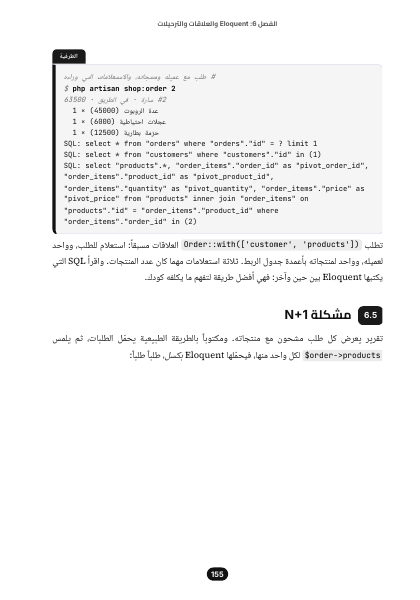 الفصل 6: Eloquent والعلاقات والترحيلات
الطرفية
# طلب مع عميله ومنتجاته، والاستعلامات التي وراءه
$ php artisan shop:order 2
#2 سارة - في الطريق - 63500
1 × عدة الروبوت (45000)
1 × عجلات احتياطية (6000)
1 × حزمة بطارية (12500)
SQL: select * from "orders" where "orders"."id" = ? limit 1
SQL: select * from "customers" where "customers"."id" in (1)
SQL: select "products".*, "order_items"."order_id" as "pivot_order_id",
"order_items"."product_id" as "pivot_product_id",
"order_items"."quantity" as "pivot_quantity", "order_items"."price" as
"pivot_price" from "products" inner join "order_items" on
"products"."id" = "order_items"."product_id" where
"order_items"."order_id" in (2)
تطلب Order::with(['customer', 'products']) العلاقات مسبقاً: استعلام للطلب، وواحد
لعميله، وواحد لمنتجاته بأعمدة جدول الربط. ثلاثة استعلامات مهما كان عدد المنتجات. واقرأ SQL التي
يكتبها Eloquent بين حين وآخر: فهي أفضل طريقة لتفهم ما يكلفه كودك.
6.5 مشكلة N+1
تقرير يعرض كل طلب مشحون مع منتجاته. ومكتوباً بالطريقة الطبيعية يحمّل الطلبات، ثم يلمس
$order->products لكل واحد منها، فيحمّلها Eloquent بكسل، طلباً طلباً:
155